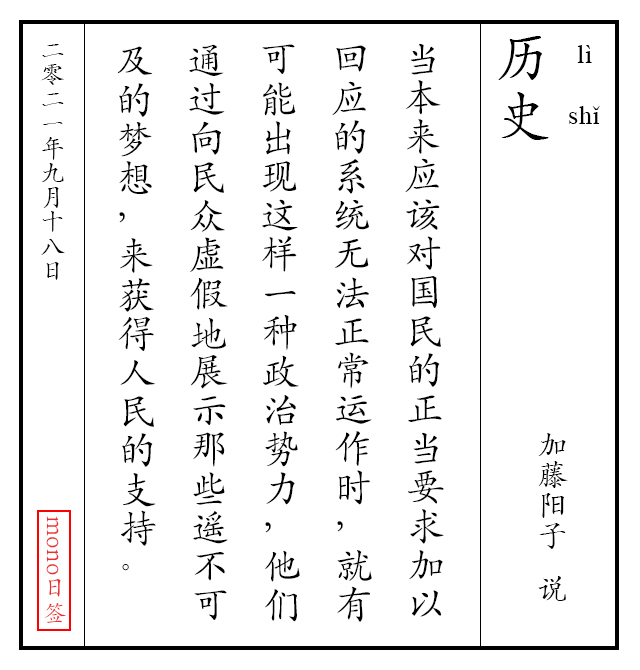 历史
lì
shǐ
加藤阳子 说
当本来应该对国民的正当要求加以
回应的系统无法正常运作时，就有
可能出现这样一种政治势力，他们
通过向民众虚假地展示那些遥不可
及的梦想，来获得人民的支持。
二零二一年九月十八日
mono日签